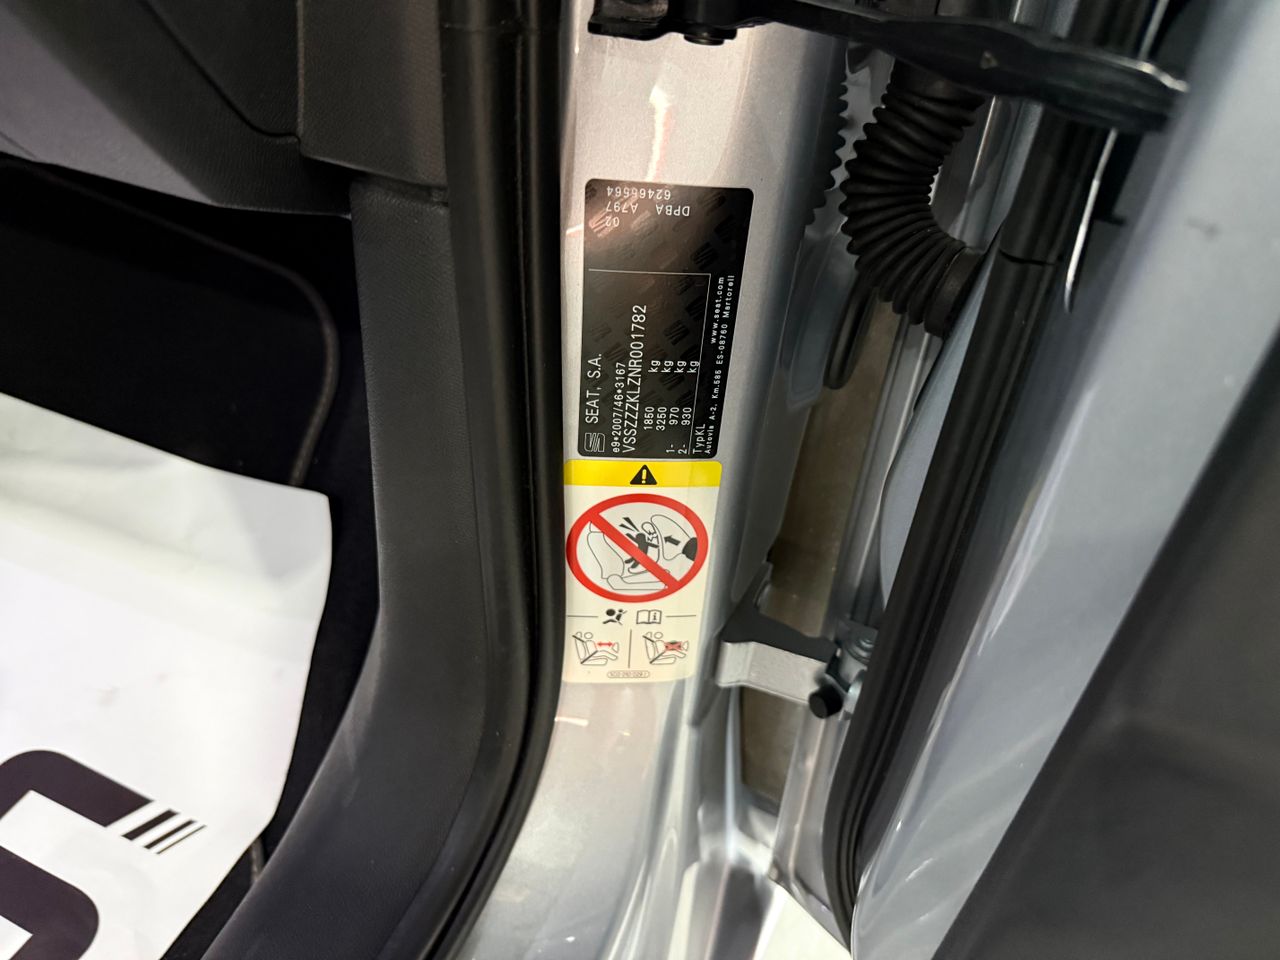 SEAT, S.A.
e9*2007/46*3167
VSSZZZKLZNR001782
1850 kg
3250 kg
1- 970 kg
2- 930 kg
TypKL
Autovia A-2, Km.585 ES-08760 Martorell
www.seat.com
02
A797
DPBA
62466564